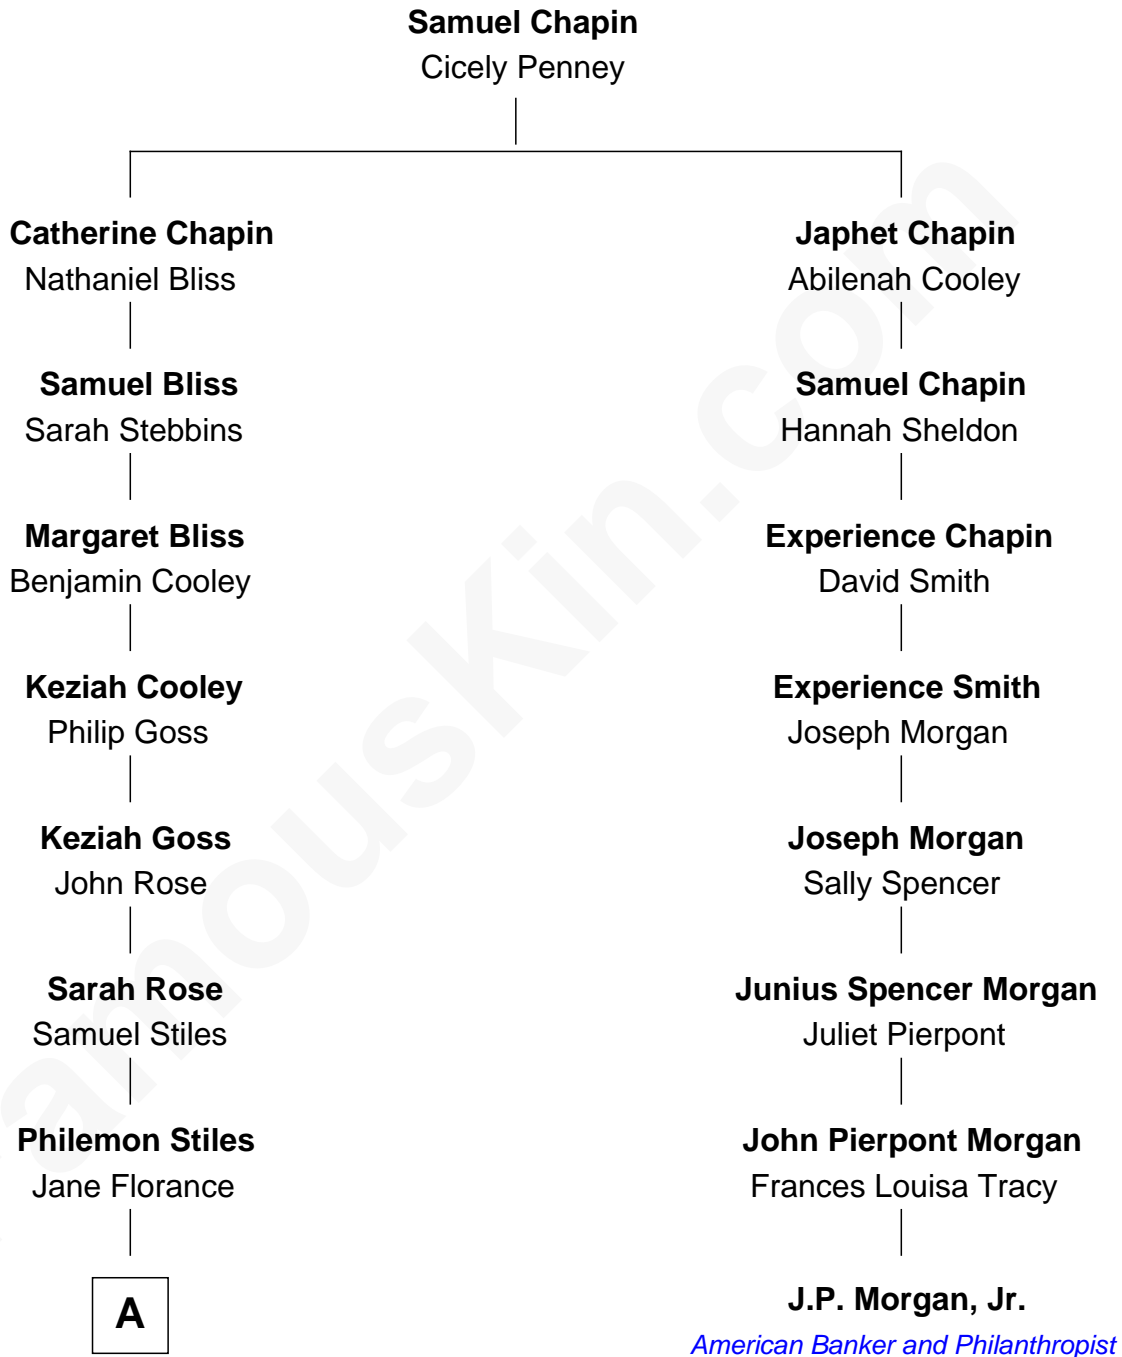 Samuel Chapin
Cicely Penney
Catherine Chapin
Nathaniel Bliss
Japhet Chapin
Abilenah Cooley
Samuel Bliss
Sarah Stebbins
Samuel Chapin
Hannah Sheldon
Margaret Bliss
Benjamin Cooley
Experience Chapin
David Smith
Keziah Cooley
Philip Goss
Experience Smith
Joseph Morgan
Keziah Goss
John Rose
Joseph Morgan
Sally Spencer
Sarah Rose
Samuel Stiles
Junius Spencer Morgan
Juliet Pierpont
Philemon Stiles
Jane Florance
John Pierpont Morgan
Frances Louisa Tracy
A
J.P. Morgan, Jr.
American Banker and Philanthropist
amousKin.com